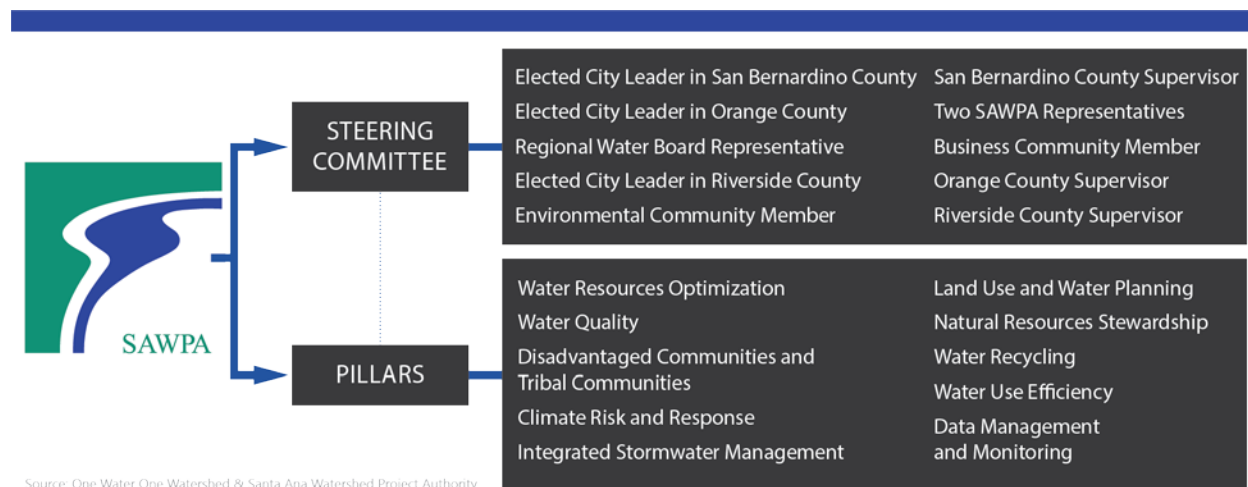 SAWPA
STEERING
COMMITTEE
Elected City Leader in San Bernardino County
Elected City Leader in Orange County
Regional Water Board Representative
Elected City Leader in Riverside County
Environmental Community Member
San Bernardino County Supervisor
Two SAWPA Representatives
Business Community Member
Orange County Supervisor
Riverside County Supervisor
PILLARS
Water Resources Optimization
Water Quality
Disadvantaged Communities and
Tribal Communities
Climate Risk and Response
Integrated Stormwater Management
Land Use and Water Planning
Natural Resources Stewardship
Water Recycling
Water Use Efficiency
Data Management
and Monitoring
Source: One Water One Watershed & Santa Ana Watershed Project Authority